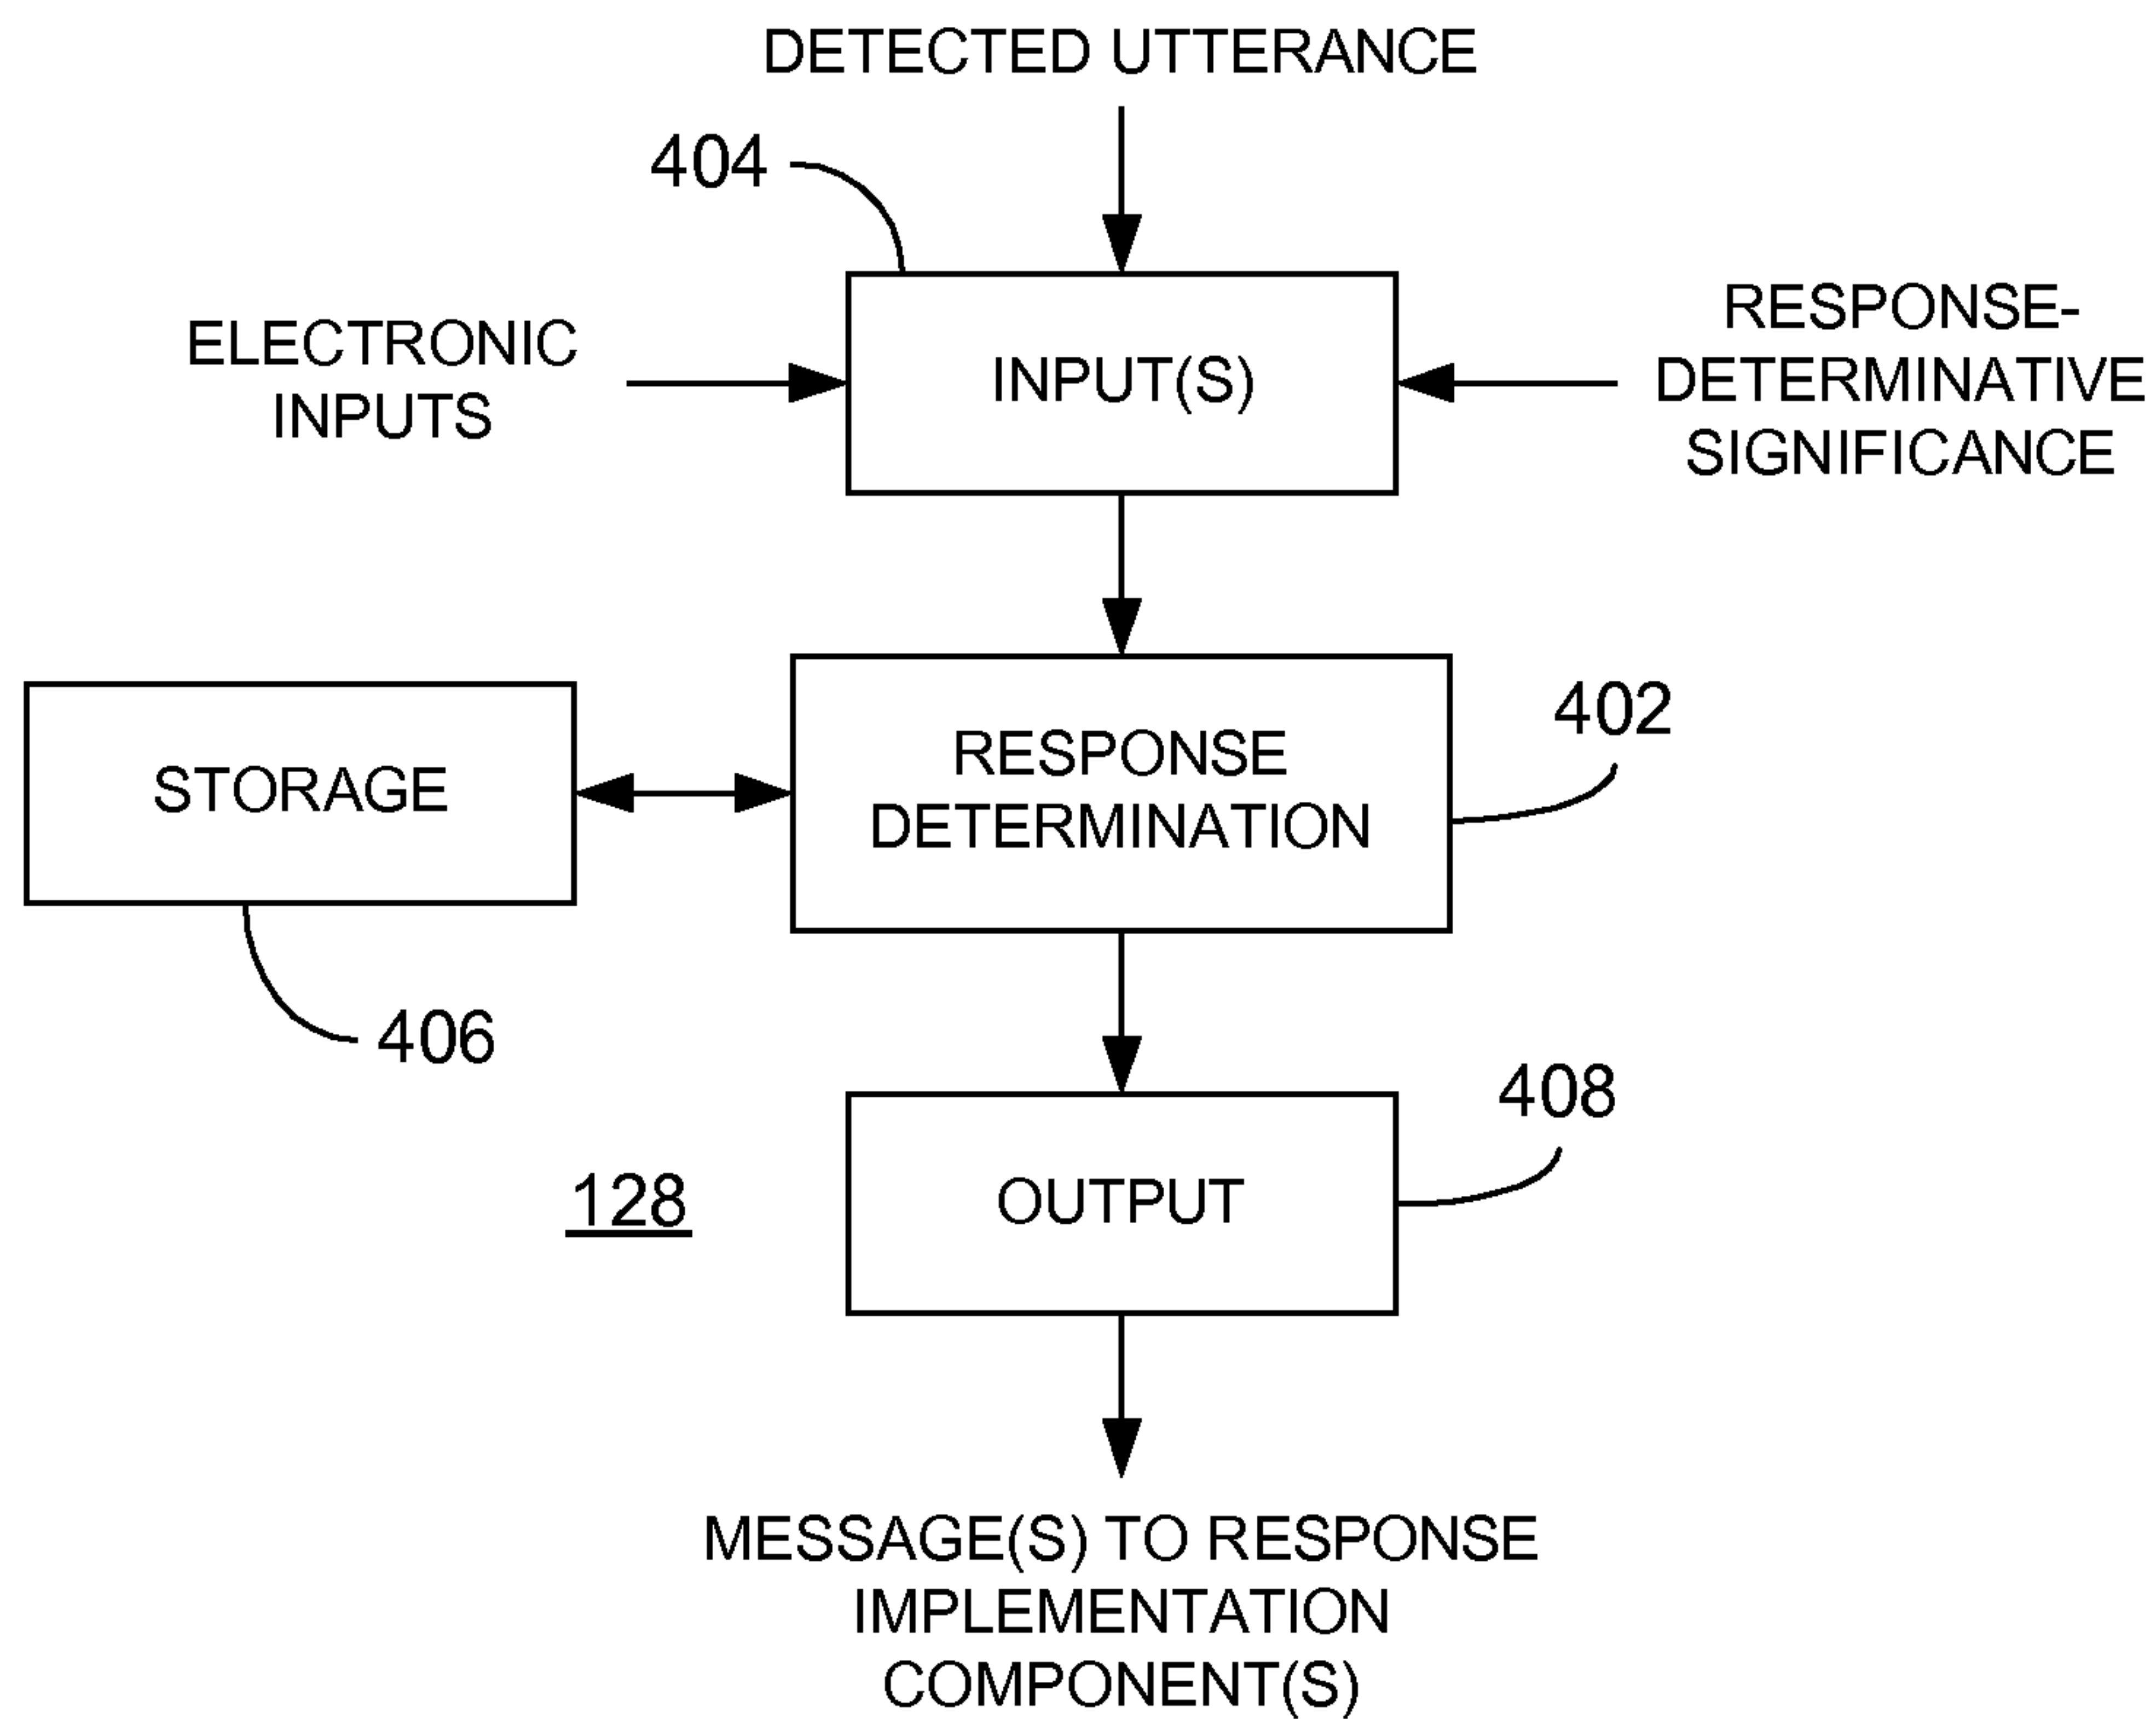 DETECTED UTTERANCE
404
ELECTRONIC
INPUTS
INPUT(S)
RESPONSE-
DETERMINATIVE
SIGNIFICANCE
STORAGE
RESPONSE
DETERMINATION
402
406
408
OUTPUT
128
MESSAGE(S) TO RESPONSE
IMPLEMENTATION
COMPONENT(S)